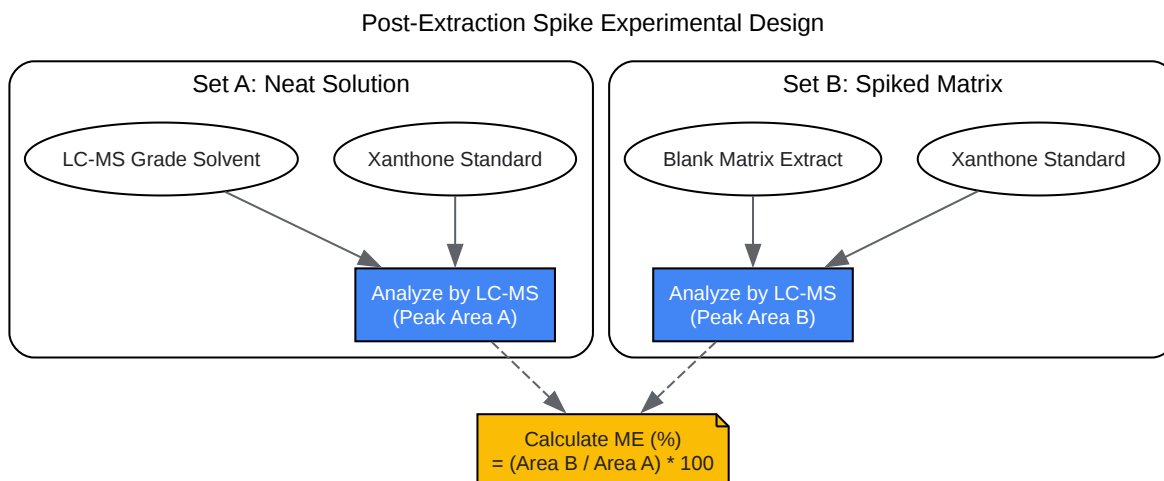 Post-Extraction Spike Experimental Design
Set A: Neat Solution
LC-MS Grade Solvent
Xanthone Standard
Analyze by LC-MS
(Peak Area A)
Set B: Spiked Matrix
Blank Matrix Extract
Xanthone Standard
Analyze by LC-MS
(Peak Area B)
Calculate ME (%)
= (Area B / Area A) * 100